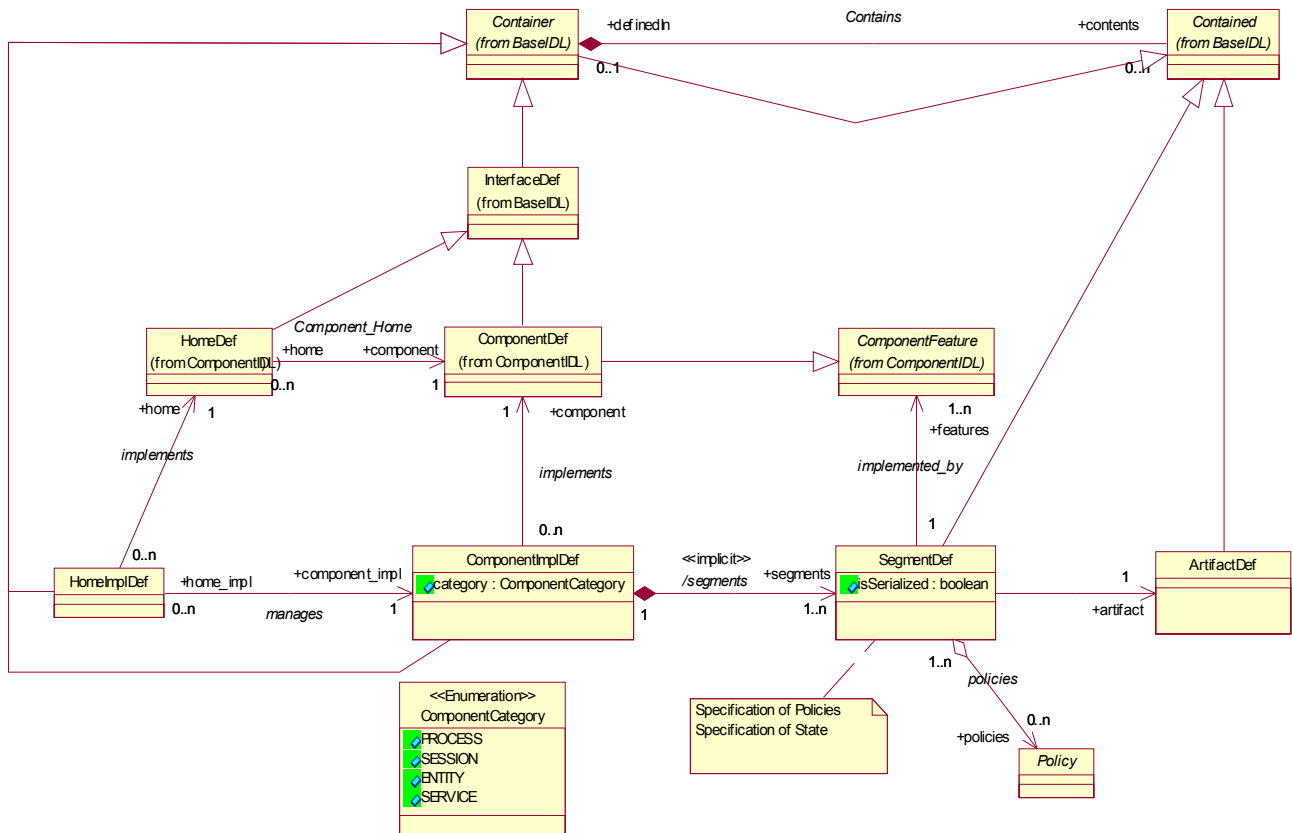 Container
(from BaseIDL)
+definedIn
Contains
+contents
Contained
(from BaseIDL)
0..1
0..n
InterfaceDef
(from BaseIDL)
HomeDef
(from ComponentIDL)
Component_Home
+home
+component
0..n
1
ComponentDef
(from ComponentIDL)
ComponentFeature
(from ComponentIDL)
+home
1
1
+component
1..n
+features
implements
implements
implemented_by
0..n
0..n
1
HomeImplDef
+home_impl
+component_impl
0..n
1
manages
ComponentImplDef
category : ComponentCategory
<<implicit>>
/segments
+segments
1
1..n
SegmentDef
isSerialized : boolean
1
+artifact
ArtifactDef
1..n
policies
0..n
+policies
Policy
<<Enumeration>>
ComponentCategory
PROCESS
SESSION
ENTITY
SERVICE
Specification of Policies
Specification of State